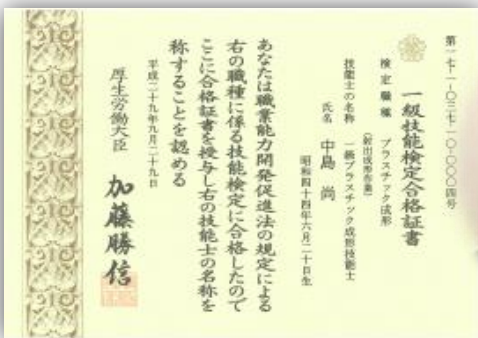 第一七-一-〇三七-一〇-〇〇〇四号
一級技能検定合格証書
検定職種 プラスチック成形
(射出成形作業)
技能士の名称 一級プラスチック成形技能士
氏名 中島 尚
昭和四十四年六月二十日生
あなたは職業能力開発促進法の規定による
右の職種に係る技能検定に合格したので
ここに合格証書を授与し右の技能士の名称を
称することを認める
平成二十九年九月二十九日
厚生労働大臣 加藤勝信